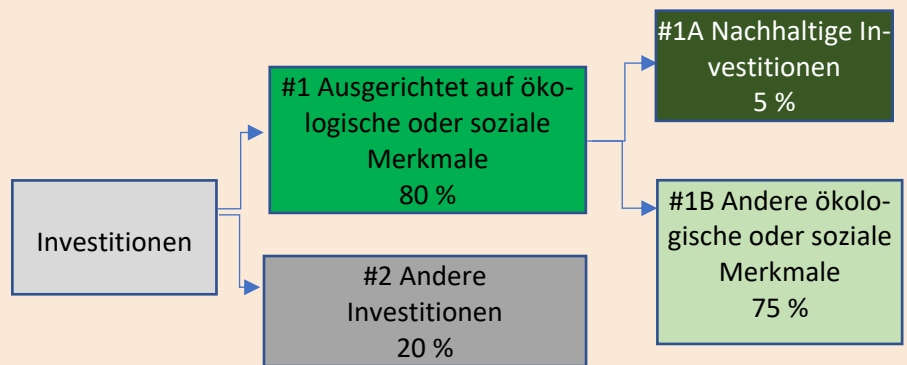 Investitionen
#1 Ausgerichtet auf öko-
logische oder soziale
Merkmale
80 %
#2 Andere
Investitionen
20 %
#1A Nachhaltige In-
vestitionen
5 %
#1B Andere ökolo-
gische oder soziale
Merkmale
75 %